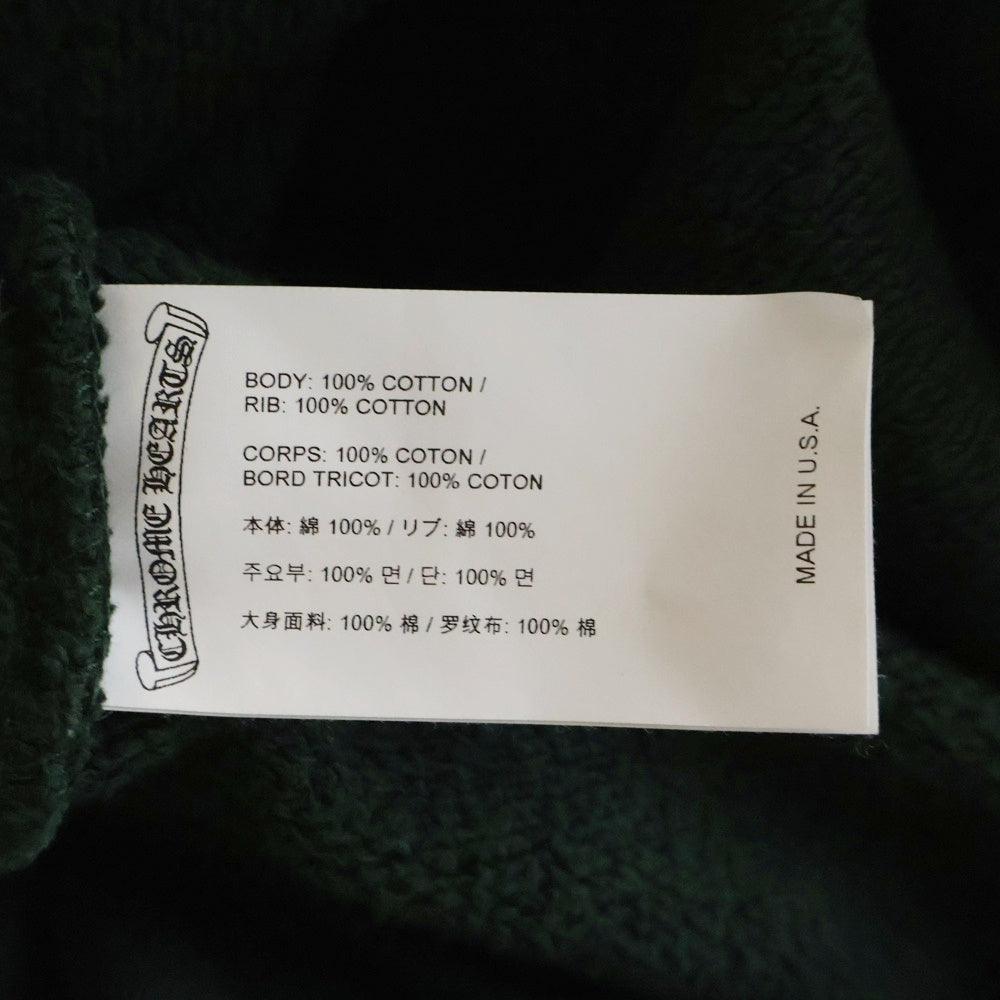 CHROME HEARTS
BODY: 100% COTTON /
RIB: 100% COTTON
CORPS: 100% COTON /
BORD TRICOT: 100% COTON
本体: 綿 100% / リブ: 綿 100%
주요부: 100% 면 / 단: 100% 면
大身面料: 100% 棉 / 罗纹布: 100% 棉
MADE IN U.S.A.